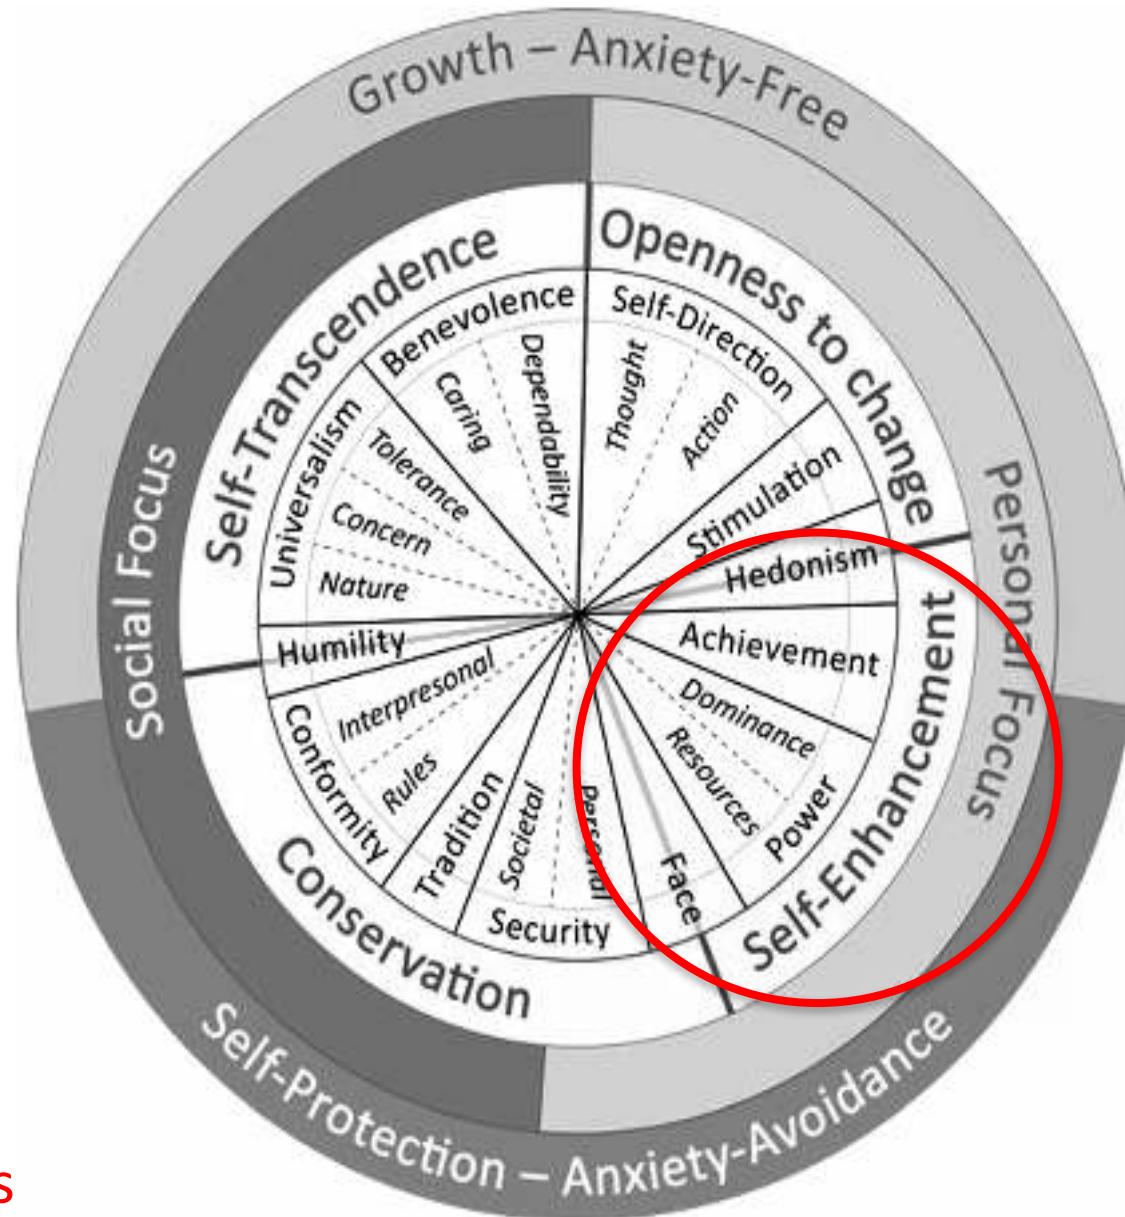 Growth – Anxiety-Free
Social Focus
Personal Focus
Self-Transcendence
Openness to change
Benevolence
Self-Direction
Universalism
Caring
Dependability
Thought
Action
Tolerance
Concern
Nature
Stimulation
Hedonism
Humility
Achievement
Interpresonal
Dominance
Resources
Conformity
Rules
Tradition
Societal
Personal
Face
Power
Security
Conservation
Self-Enhancement
Self-Protection – Anxiety-Avoidance
s